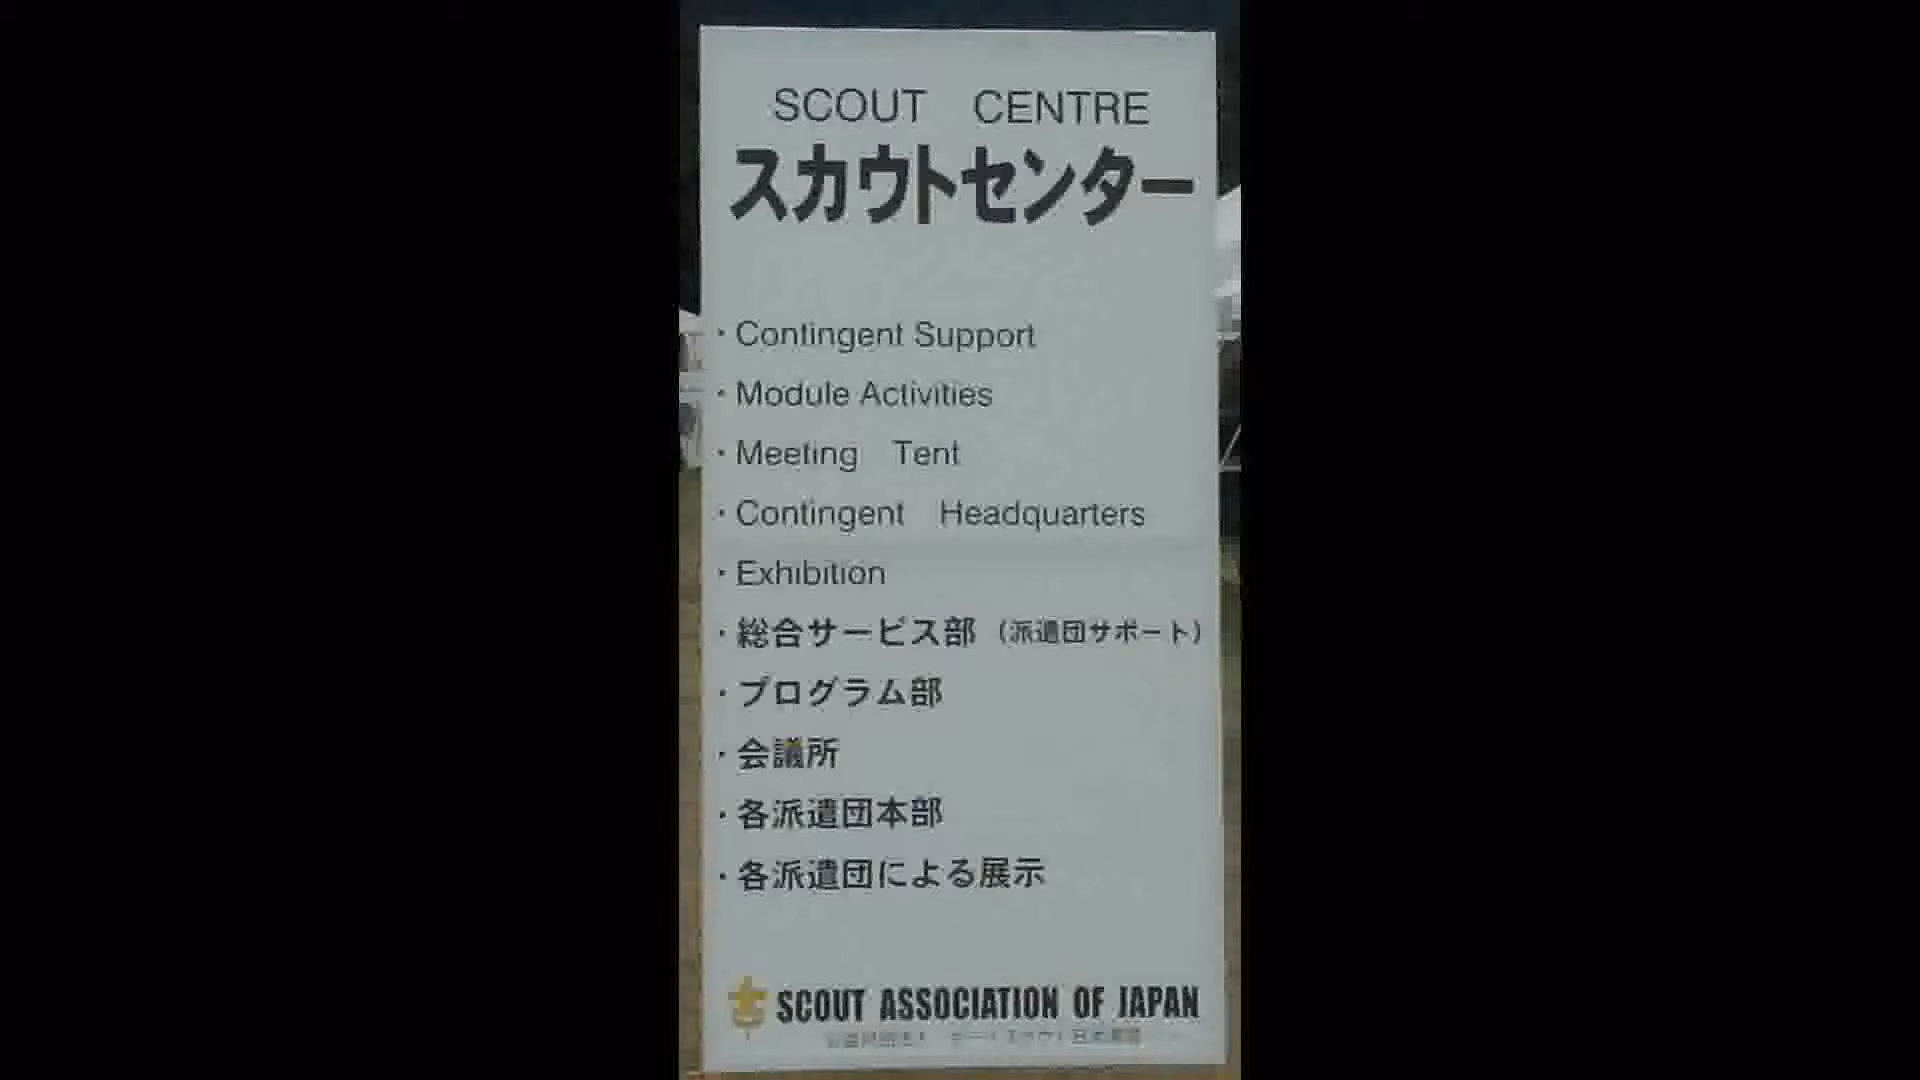 SCOUT CENTRE
スカウトセンター
・Contingent Support
・Module Activities
・Meeting Tent
・Contingent Headquarters
・Exhibition
・総合サービス部（派遣団サポート）
・プログラム部
・会議所
・各派遣団本部
・各派遣団による展示
SCOUT ASSOCIATION OF JAPAN